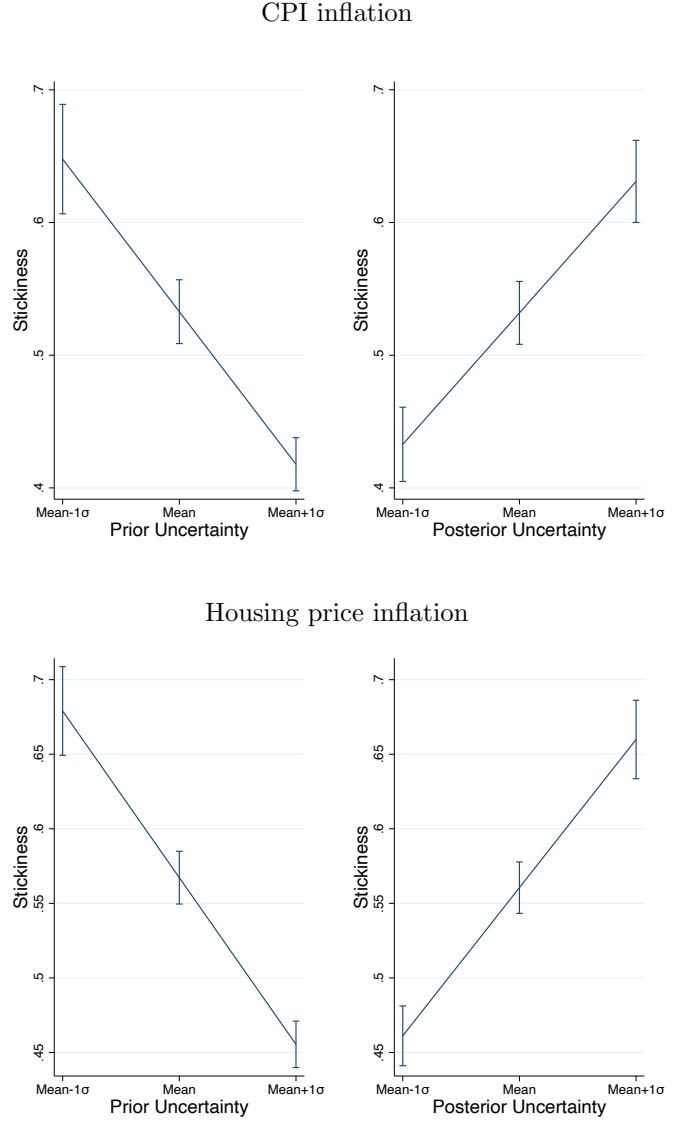 CPI inflation
Stickiness
.7
.6
.5
.4
Mean-1σ Mean Mean+1σ
Prior Uncertainty
Stickiness
.7
.6
.5
.4
Mean-1σ Mean Mean+1σ
Posterior Uncertainty
Housing price inflation
Stickiness
.7
.65
.6
.55
.5
.45
Mean-1σ Mean Mean+1σ
Prior Uncertainty
Stickiness
.7
.65
.6
.55
.5
.45
Mean-1σ Mean Mean+1σ
Posterior Uncertainty